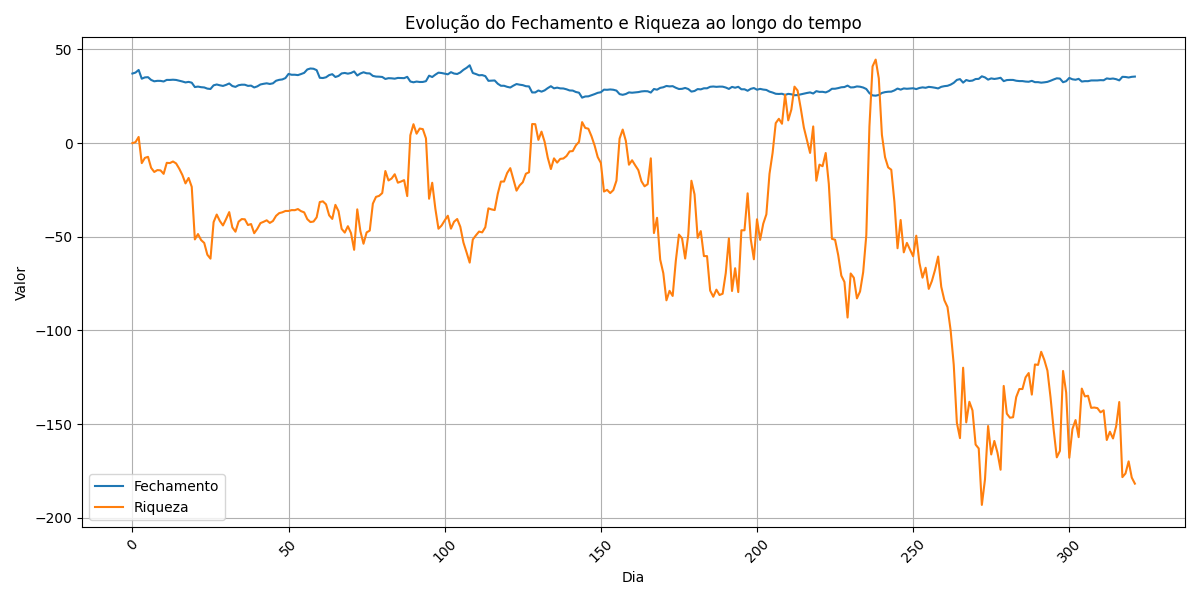 Evolução do Fechamento e Riqueza ao longo do tempo
50
0
−50
−100
−150
−200
Valor
Fechamento
Riqueza
0
50
100
150
200
250
300
Dia